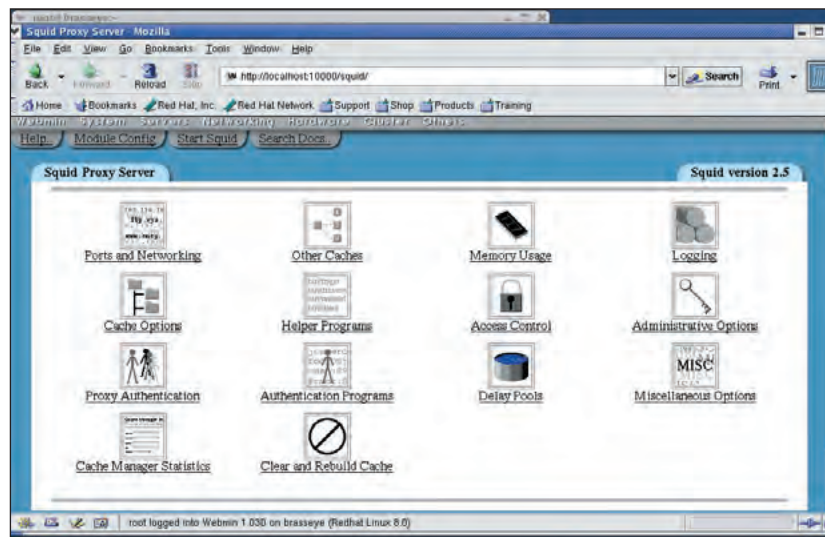 Squid Proxy Server - Mozilla
File Edit View Go Bookmarks Tools Window Help
Back Forward Reload Stop http://localhost:10000/squid/ Search Print
Home Bookmarks Red Hat, Inc. Red Hat Network Support Shop Products Training
Webmin System Servers Networking Hardware Cluster Others
Help.. Module Config Start Squid Search Docs..
Squid Proxy Server Squid version 2.5
Ports and Networking Other Caches Memory Usage Logging
Cache Options Helper Programs Access Control Administrative Options
MISC
Proxy Authentication Authentication Programs Delay Pools Miscellaneous Options
Cache Manager Statistics Clear and Rebuild Cache
root logged into Webmin 1.030 on brasseye (Redhat Linux 8.0)